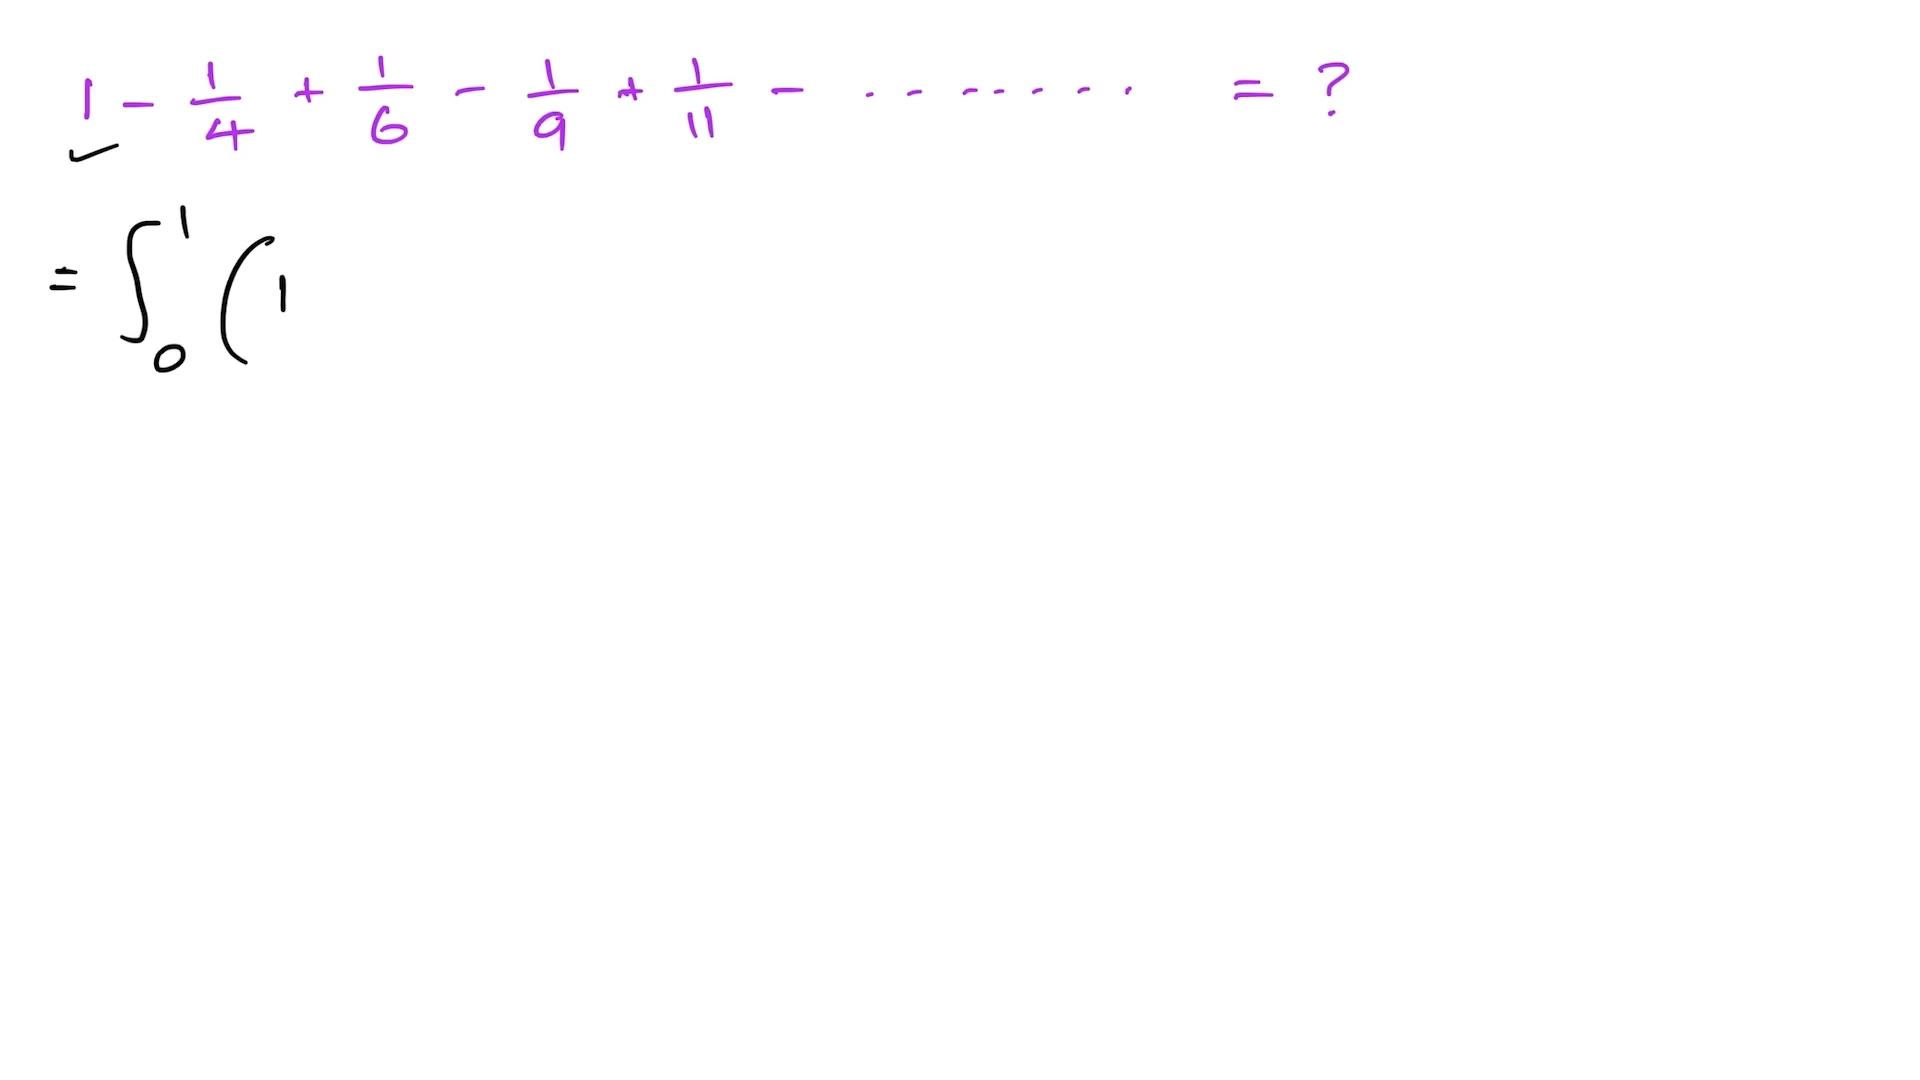 1 - 1/4 + 1/6 - 1/9 + 1/11 - ........ = ?
= ∫₀¹ ( 1